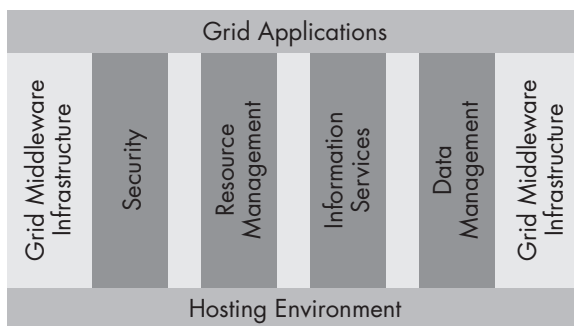 Grid Applications
Grid Middleware
Infrastructure
Security
Resource
Management
Information
Services
Data
Management
Grid Middleware
Infrastructure
Hosting Environment